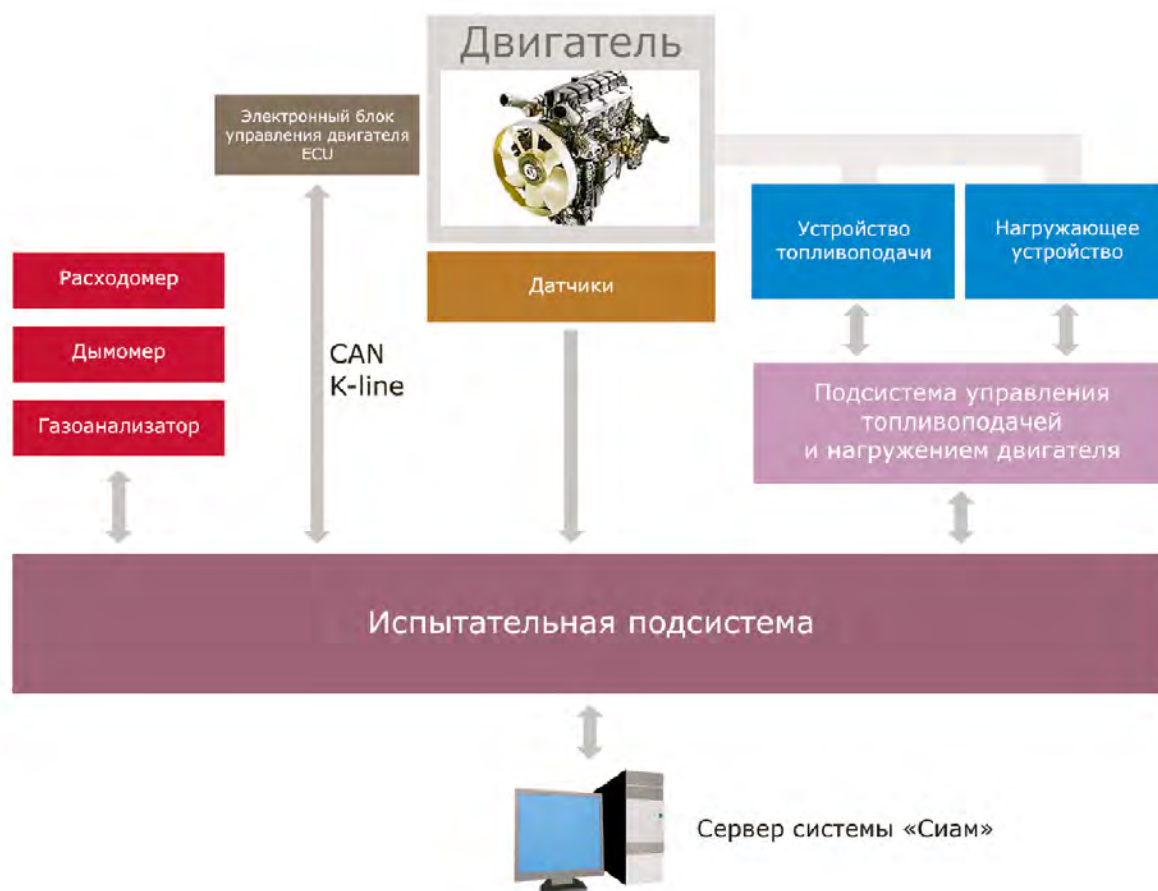 Двигатель
Электронный блок
управления двигателя
ECU
Устройство
топливоподачи
Нагружающее
устройство
Расходомер
Датчики
Дымомер
CAN
K-line
Газоанализатор
Подсистема управления
топливоподачей
и нагружением двигателя
Испытательная подсистема
Сервер системы «Сиам»